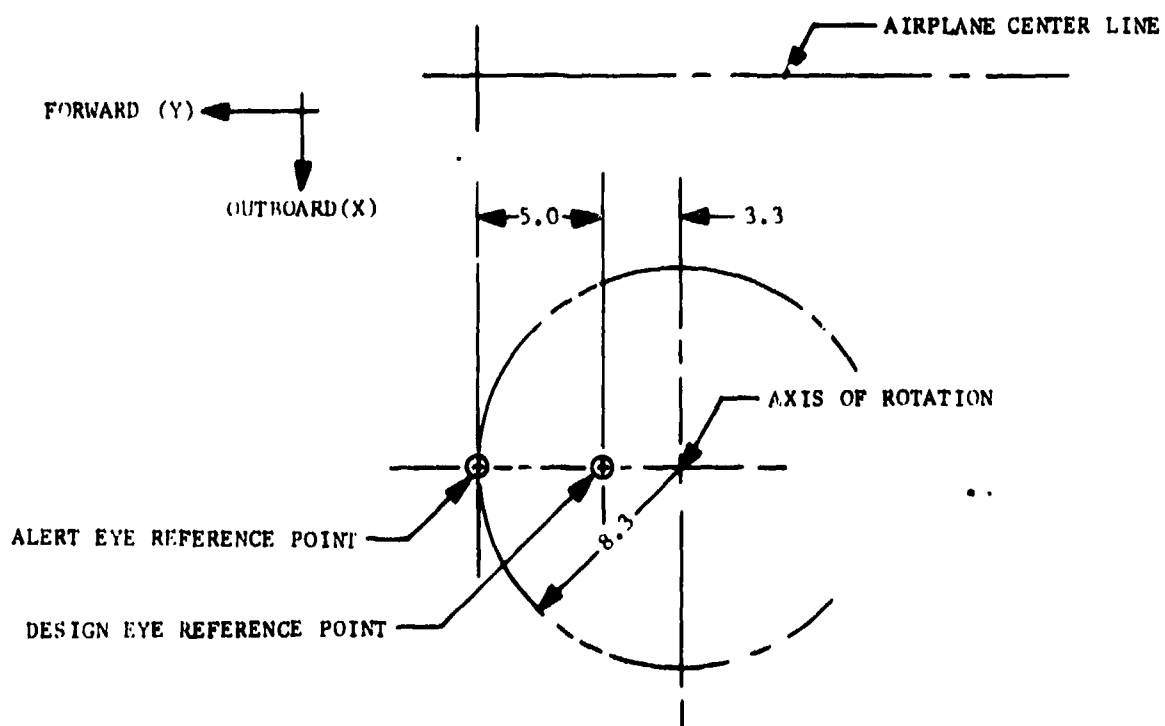 AIRPLANE CENTER LINE
FORWARD (Y)
OUTBOARD(X)
5.0
3.3
AXIS OF ROTATION
8.3
ALERT EYE REFERENCE POINT
DESIGN EYE REFERENCE POINT